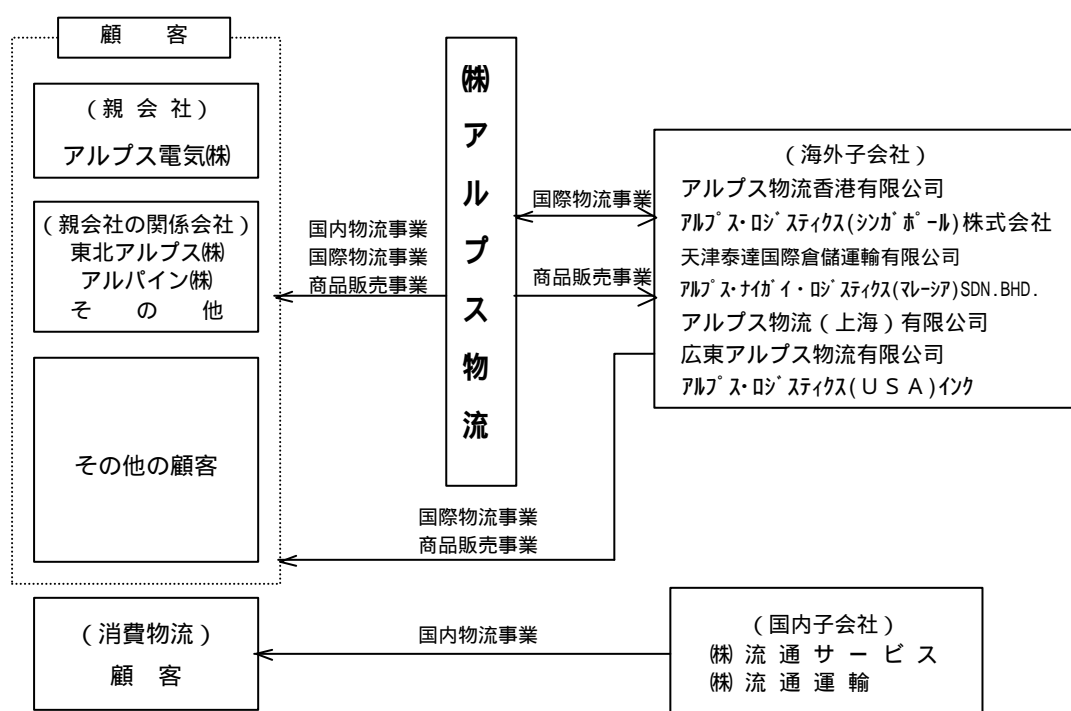 顧　客
（親 会 社）
アルプス電気㈱
（親会社の関係会社）
東北アルプス㈱
アルパイン㈱
そ　の　他
その他の顧客
国内物流事業
国際物流事業
商品販売事業
㈱アルプス物流
国際物流事業
商品販売事業
（海外子会社）
アルプス物流香港有限公司
ｱﾙﾌﾟｽ・ﾛｼﾞｽﾃｨｸｽ(ｼﾝｶﾞﾎﾟｰﾙ)株式会社
天津泰達国際倉儲運輸有限公司
ｱﾙﾌﾟｽ・ﾅｲｶﾞｲ・ﾛｼﾞｽﾃｨｸｽ(ﾏﾚｰｼｱ)SDN.BHD.
アルプス物流（上海）有限公司
広東アルプス物流有限公司
ｱﾙﾌﾟｽ・ﾛｼﾞｽﾃｨｸｽ(ＵＳＡ)ｲﾝｸ
国際物流事業
商品販売事業
（消費物流）
顧　客
国内物流事業
（国内子会社）
㈱ 流 通 サ ー ビ ス
㈱ 流 通 運 輸